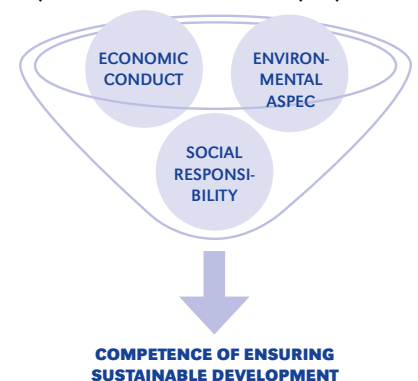 ECONOMIC
CONDUCT
ENVIRON-
MENTAL
ASPEC
SOCIAL
RESPONSI-
BILITY
COMPETENCE OF ENSURING
SUSTAINABLE DEVELOPMENT